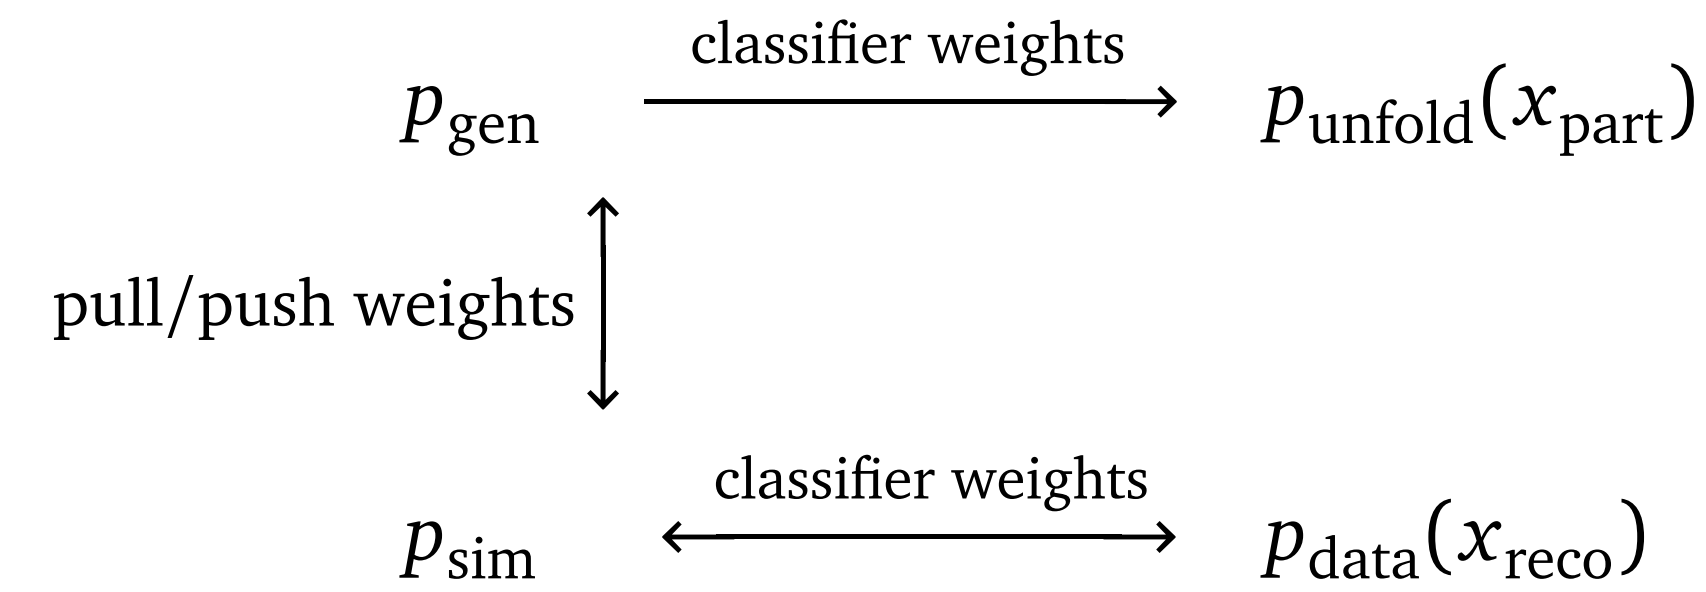 classifier weights
p_gen p_unfold(x_part)
pull/push weights
classifier weights
p_sim p_data(x_reco)